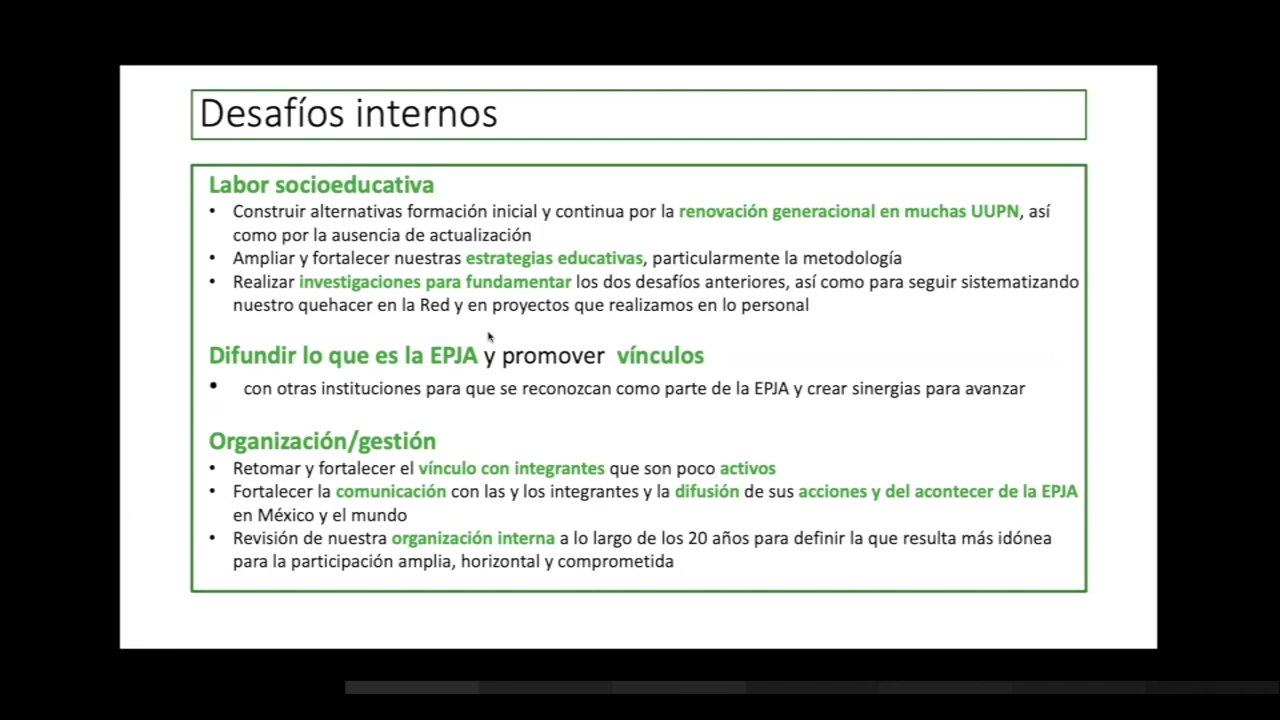 Desafíos internos
Labor socioeducativa
• Construir alternativas formación inicial y continua por la renovación generacional en muchas UUPN, así
como por la ausencia de actualización
• Ampliar y fortalecer nuestras estrategias educativas, particularmente la metodología
• Realizar investigaciones para fundamentar los dos desafíos anteriores, así como para seguir sistematizando
nuestro quehacer en la Red y en proyectos que realizamos en lo personal
Difundir lo que es la EPJA y promover vínculos
• con otras instituciones para que se reconozcan como parte de la EPJA y crear sinergias para avanzar
Organización/gestión
• Retomar y fortalecer el vínculo con integrantes que son poco activos
• Fortalecer la comunicación con las y los integrantes y la difusión de sus acciones y del acontecer de la EPJA
en México y el mundo
• Revisión de nuestra organización interna a lo largo de los 20 años para definir la que resulta más idónea
para la participación amplia, horizontal y comprometida